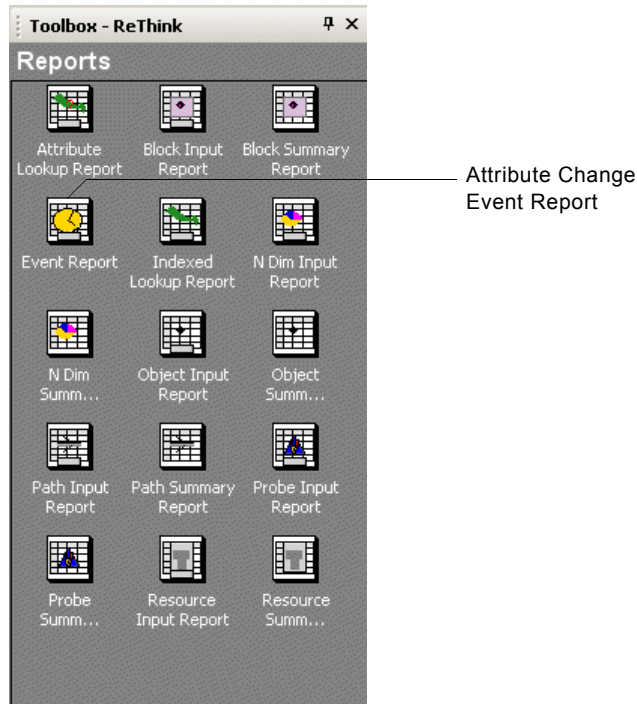 Toolbox - ReThink
Reports
Attribute
Lookup Report
Block Input
Report
Block Summary
Report
Attribute Change
Event Report
Event Report
Indexed
Lookup Report
N Dim Input
Report
N Dim
Summ...
Object Input
Report
Object
Summ...
Path Input
Report
Path Summary
Report
Probe Input
Report
Probe
Summ...
Resource
Input Report
Resource
Summ...